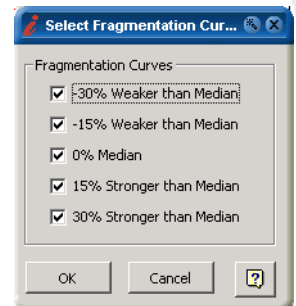 Select Fragmentation Cur...
Fragmentation Curves
-30% Weaker than Median
-15% Weaker than Median
0% Median
15% Stronger than Median
30% Stronger than Median
OK Cancel ?